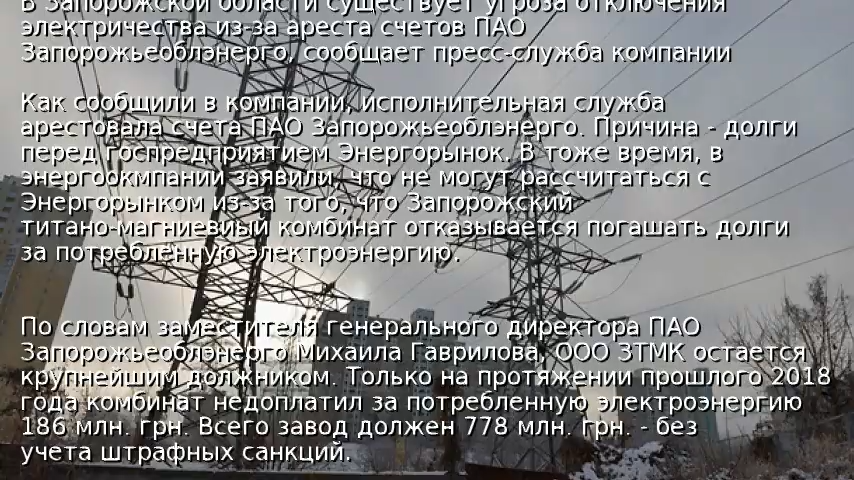 В Запорожской области существует угроза отключения
электричества из-за ареста счетов ПАО
Запорожьеоблэнерго, сообщает пресс-служба компании
Как сообщили в компании, исполнительная служба
арестовала счета ПАО Запорожьеоблэнерго. Причина - долги
перед госпредприятием Энергорынок. В тоже время, в
энергоокмпании заявили, что не могут рассчитаться с
Энергорынком из-за того, что Запорожский
титано-магниевиый комбинат отказывается погашать долги
за потребленную электроэнергию.
По словам заместителя генерального директора ПАО
Запорожьеоблэнерго Михаила Гаврилова, ООО ЗТМК остается
крупнейшим должником. Только на протяжении прошлого 2018
года комбинат недоплатил за потребленную электроэнергию
186 млн. грн. Всего завод должен 778 млн. грн. - без
учета штрафных санкций.